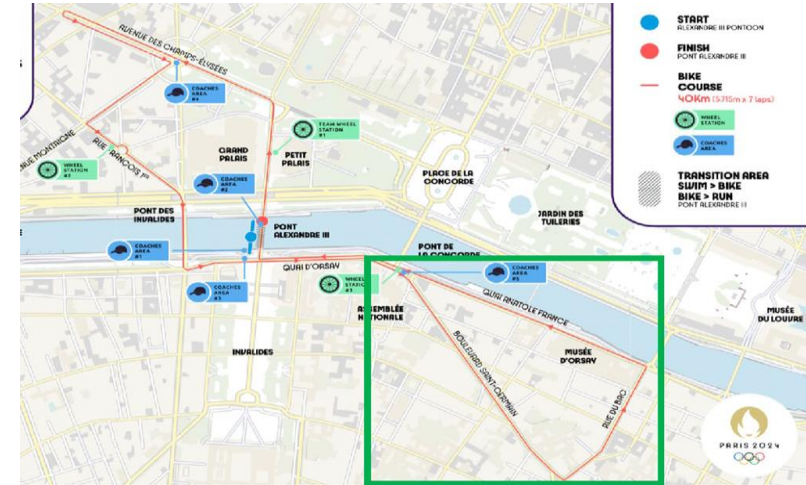 START
ALEXANDRE III PONTOON
FINISH
PONT ALEXANDRE III
BIKE
COURSE
40Km (5715m x 7 laps)
WHEEL
STATION
COACHES
AREA
TRANSITION AREA
SWIM > BIKE
BIKE > RUN
PONT ALEXANDRE III
AVENUE DES CHAMPS-ÉLYSÉES
COACHES
AREA
#4
TEAM WHEEL
STATION
#1
GRAND
PALAIS
PETIT
PALAIS
RUE FRANÇOIS 1ER
WHEEL
STATION
COACHES
AREA
#2
PLACE DE LA
CONCORDE
JARDIN DES
TUILERIES
PONT DES
INVALIDES
PONT
ALEXANDRE III
COACHES
AREA
#1
QUAI D'ORSAY
PONT DE
LA CONCORDE
COACHES
AREA
#5
WHEEL
STATION
#3
COACHES
AREA
#3
ASSEMBLÉE
NATIONALE
QUAI ANATOLE FRANCE
MUSÉE
DU LOUVRE
INVALIDES
BOULEVARD SAINT-GERMAIN
MUSÉE
D'ORSAY
RUE DU BAC
PARIS 2024